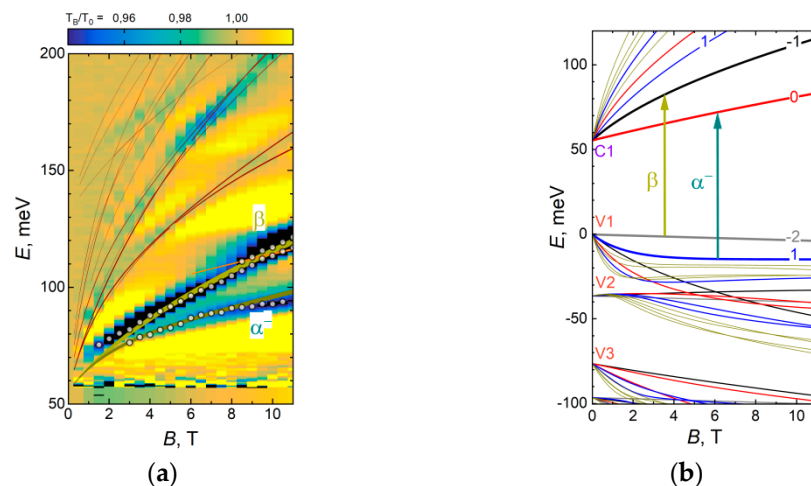 T_B/T_0 = 0,96 0,98 1,00
200
150
100
50
E, meV
β
α⁻
0 2 4 6 8 10
B, T
(a)
100
50
0
-50
-100
E, meV
1
-1
0
C1
β
α⁻
V1
-2
1
V2
V3
0 2 4 6 8 10
B, T
(b)